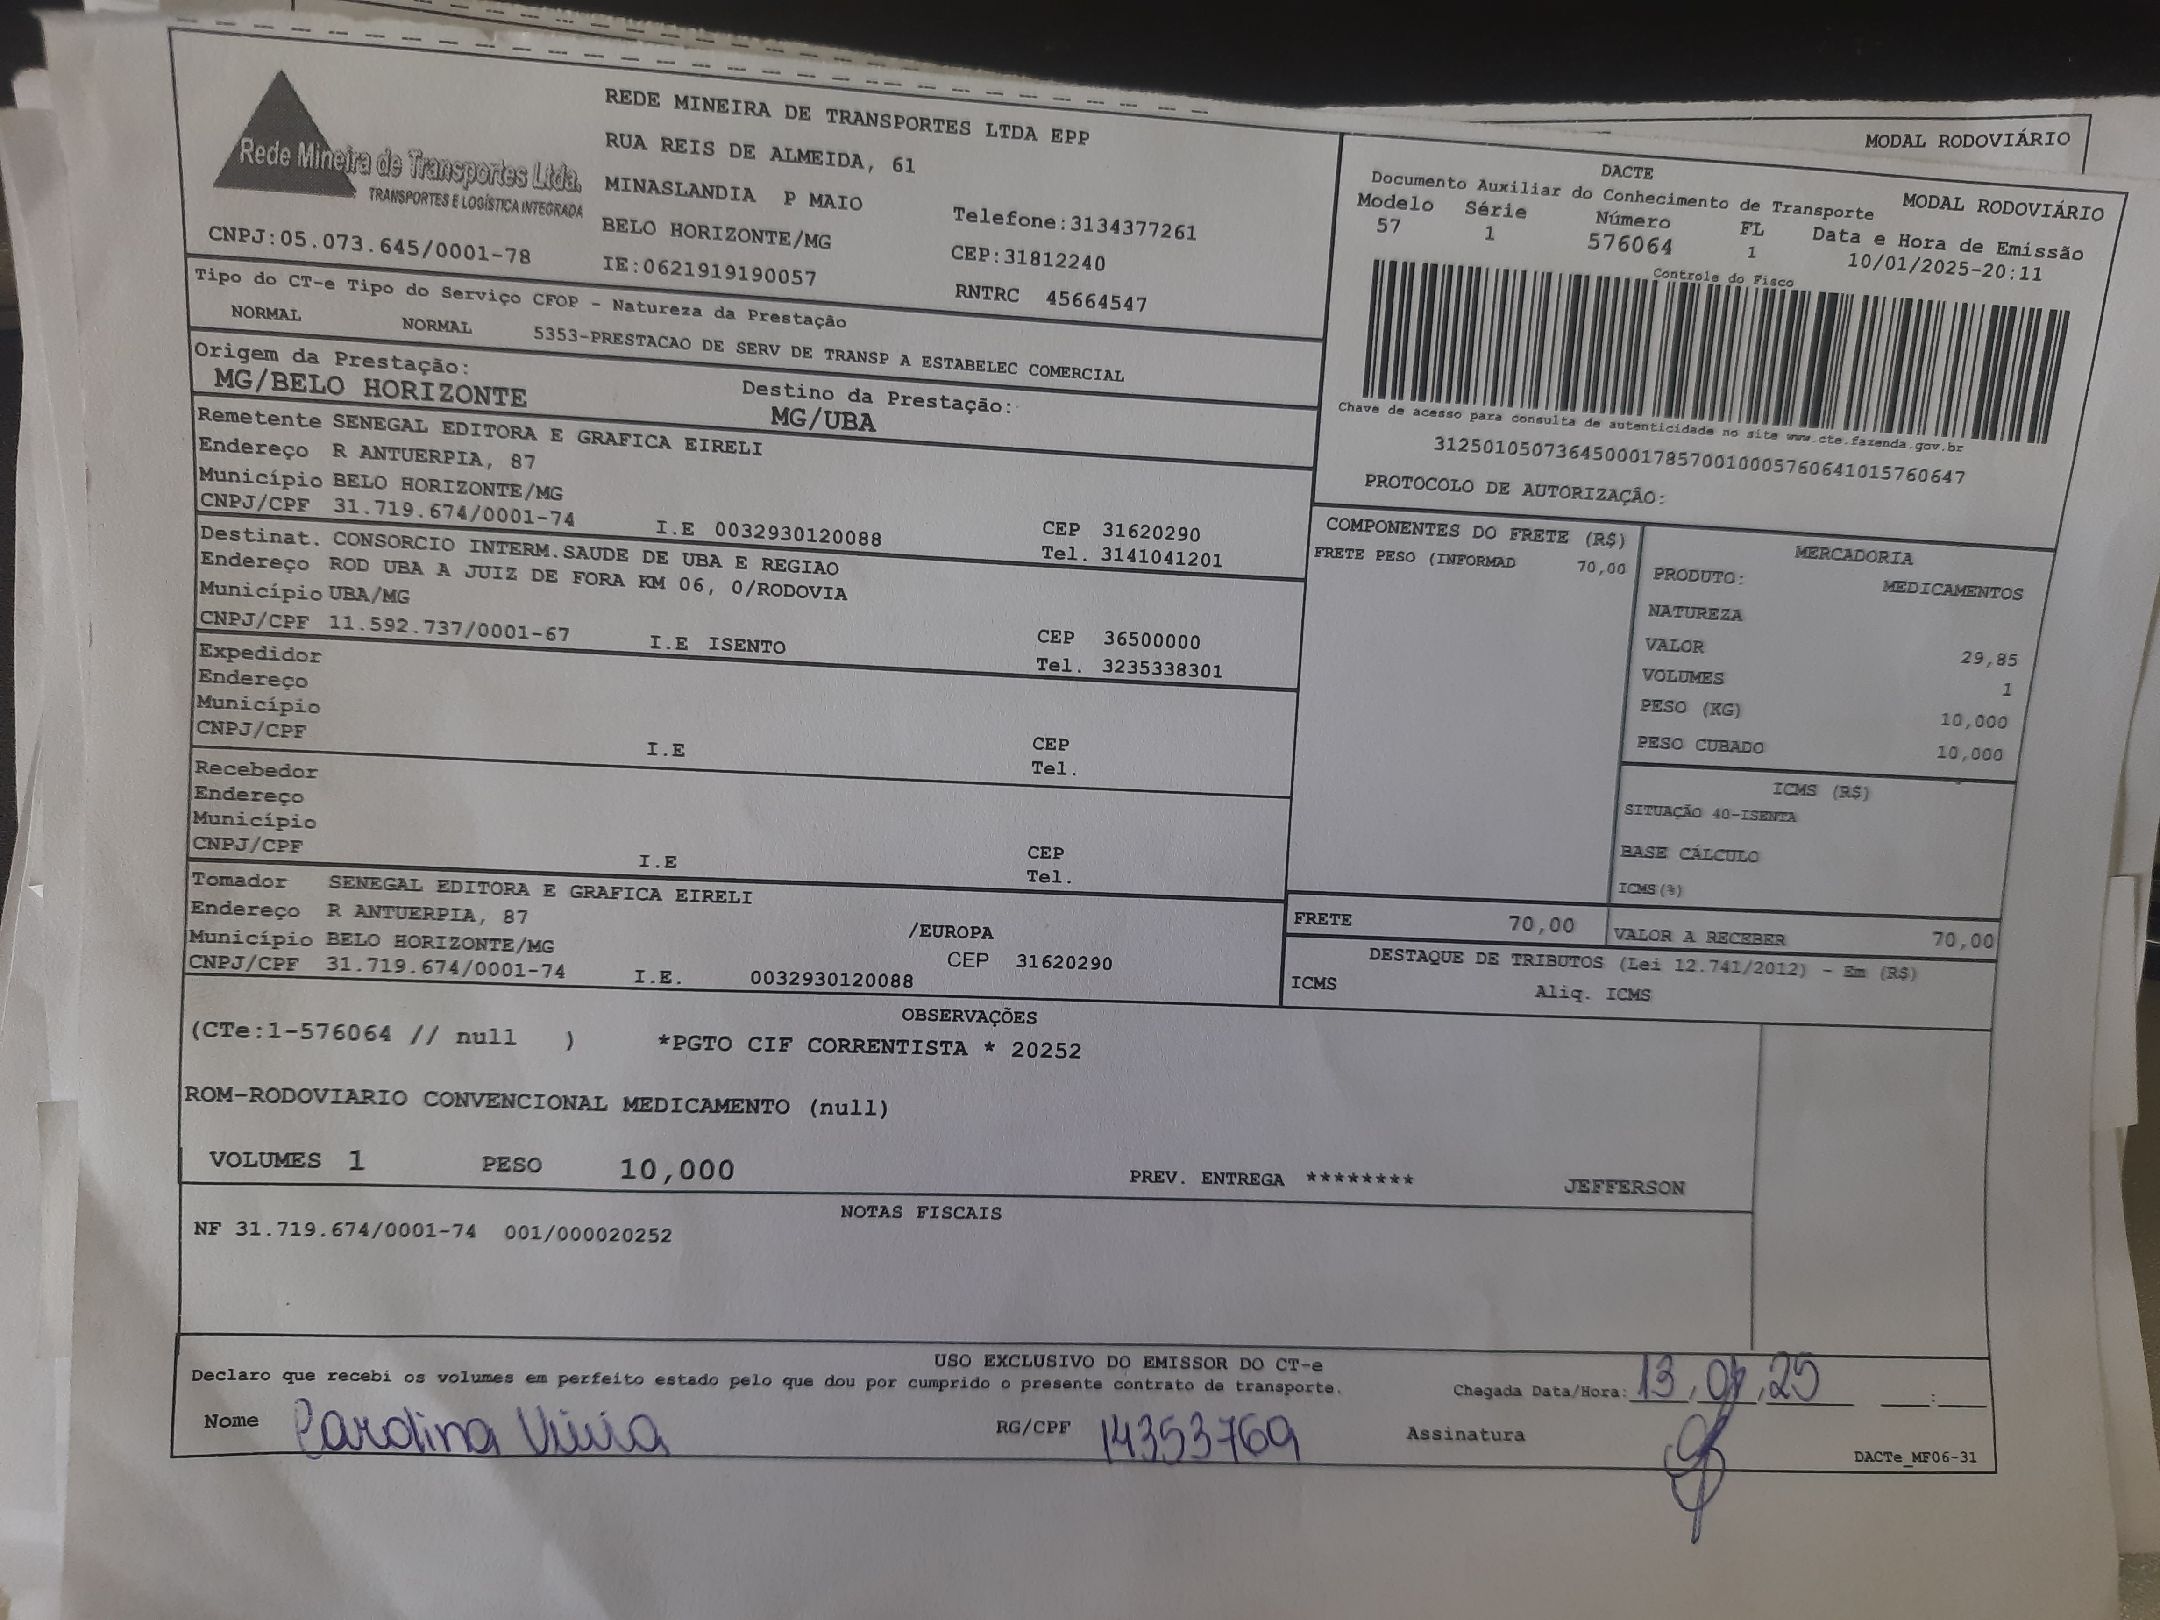 MODAL RODOVIÁRIO
Rede Mineira de Transportes Ltda.
TRANSPORTES E LOGÍSTICA INTEGRADA
CNPJ:05.073.645/0001-78
REDE MINEIRA DE TRANSPORTES LTDA EPP
RUA REIS DE ALMEIDA, 61
MINASLANDIA P MAIO
BELO HORIZONTE/MG
IE:0621919190057
Telefone:3134377261
CEP:31812240
RNTRC 45664547
DACTE
MODAL RODOVIÁRIO
Documento Auxiliar do Conhecimento de Transporte
Modelo Série Número FL Data e Hora de Emissão
57 1 576064 1 10/01/2025-20:11
Controle do Fisco
Chave de acesso para consulta de autenticidade no site www.cte.fazenda.gov.br
31250105073645000178570010005760641015760647
PROTOCOLO DE AUTORIZAÇÃO:
Tipo do CT-e Tipo do Serviço CFOP - Natureza da Prestação
NORMAL NORMAL 5353-PRESTACAO DE SERV DE TRANSP A ESTABELEC COMERCIAL
Origem da Prestação: Destino da Prestação:
MG/BELO HORIZONTE MG/UBA
Remetente SENEGAL EDITORA E GRAFICA EIRELI
Endereço R ANTUERPIA, 87
Município BELO HORIZONTE/MG CEP 31620290
CNPJ/CPF 31.719.674/0001-74 I.E 0032930120088 Tel. 3141041201
Destinat. CONSORCIO INTERM.SAUDE DE UBA E REGIAO
Endereço ROD UBA A JUIZ DE FORA KM 06, 0/RODOVIA
Município UBA/MG CEP 36500000
CNPJ/CPF 11.592.737/0001-67 I.E ISENTO Tel. 3235338301
Expedidor
Endereço
Município CEP
CNPJ/CPF I.E Tel.
Recebedor
Endereço
Município CEP
CNPJ/CPF I.E Tel.
Tomador SENEGAL EDITORA E GRAFICA EIRELI
Endereço R ANTUERPIA, 87 /EUROPA
Município BELO HORIZONTE/MG CEP 31620290
CNPJ/CPF 31.719.674/0001-74 I.E. 0032930120088
COMPONENTES DO FRETE (R$)
FRETE PESO (INFORMAD 70,00
MERCADORIA
PRODUTO: MEDICAMENTOS
NATUREZA
VALOR 29,85
VOLUMES 1
PESO (KG) 10,000
PESO CUBADO 10,000
ICMS (R$)
SITUAÇÃO 40-ISENTA
BASE CÁLCULO
ICMS(%)
FRETE 70,00 VALOR A RECEBER 70,00
DESTAQUE DE TRIBUTOS (Lei 12.741/2012) - Em (R$)
ICMS Aliq. ICMS
OBSERVAÇÕES
(CTe:1-576064 // null ) *PGTO CIF CORRENTISTA * 20252
ROM-RODOVIARIO CONVENCIONAL MEDICAMENTO (null)
VOLUMES 1 PESO 10,000 PREV. ENTREGA ******** JEFFERSON
NOTAS FISCAIS
NF 31.719.674/0001-74 001/000020252
USO EXCLUSIVO DO EMISSOR DO CT-e
Declaro que recebi os volumes em perfeito estado pelo que dou por cumprido o presente contrato de transporte. Chegada Data/Hora: 13,01,25 :
Nome Carolina RG/CPF 14353769 Assinatura
DACTe_MF06-31